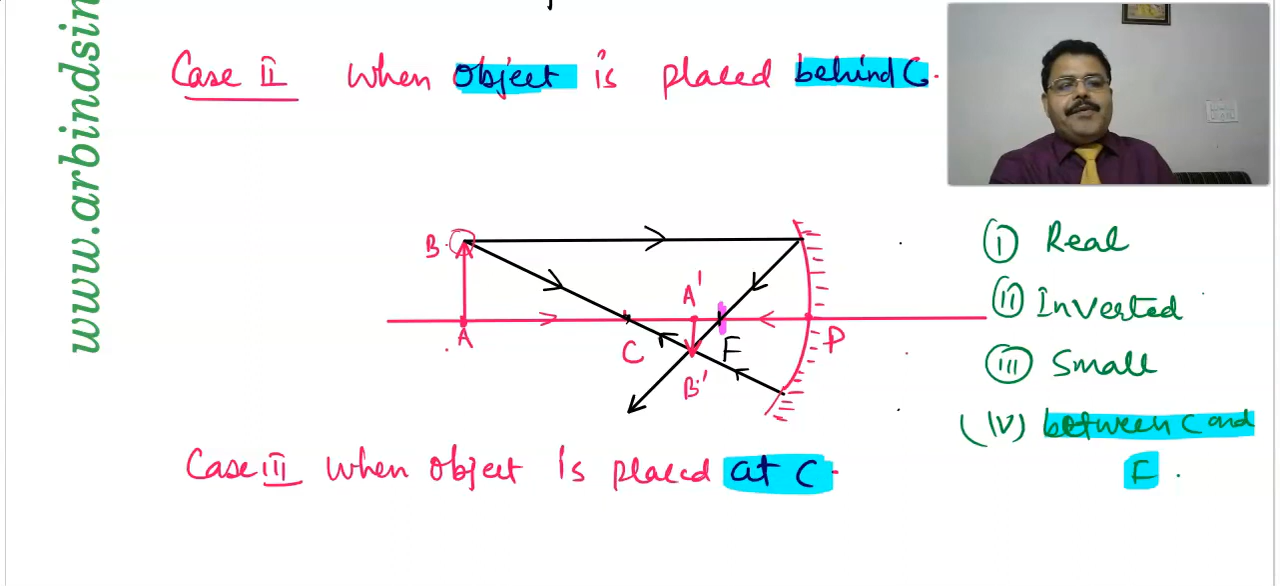 www.arbindsin
Case II when object is placed behind C.
B.
A
C
A'
B'
F
P
(i) Real
(ii) Inverted
(iii) Small
(iv) between C and
F.
Case III when object is placed at C.